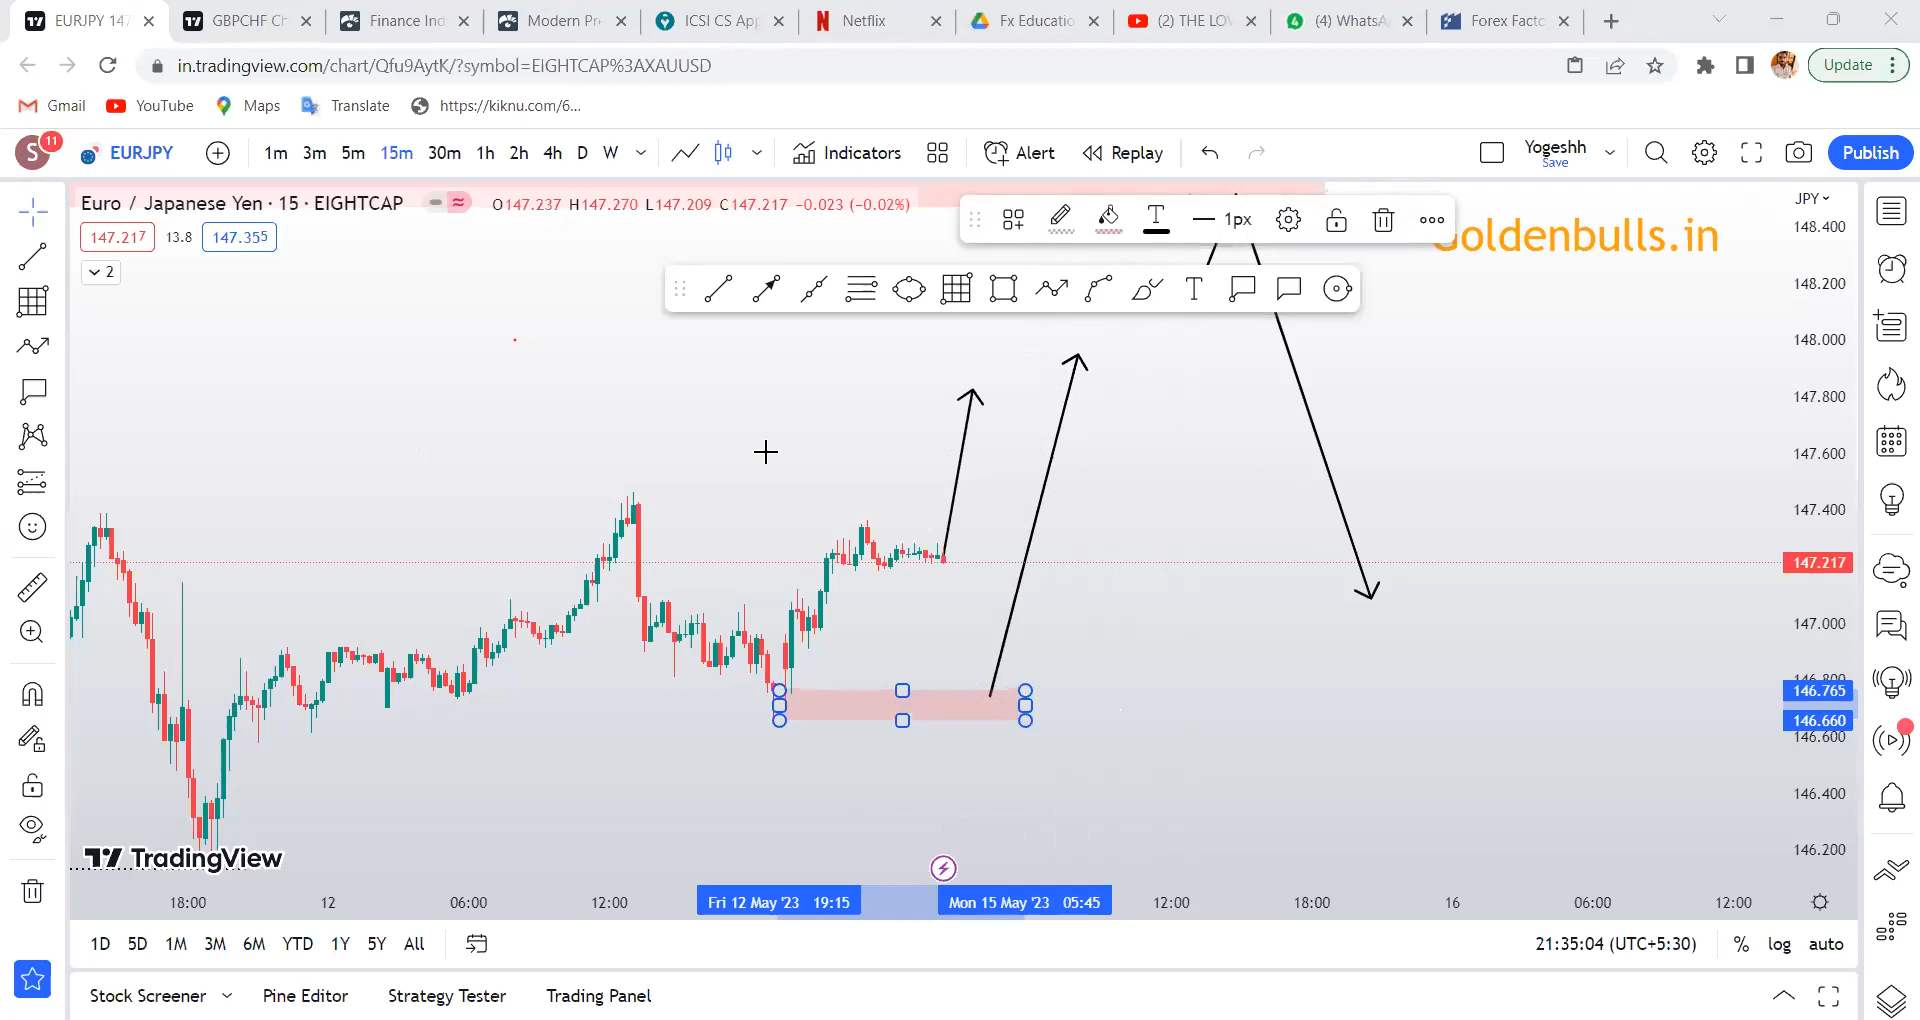 EURJPY 147
GBPCHF Ch
Finance Ind
Modern Pr
ICSI CS App
Netflix
Fx Educatio
(2) THE LOV
(4) WhatsA
Forex Facto
in.tradingview.com/chart/Qfu9AytK/?symbol=EIGHTCAP%3AXAUUSD
Update
Gmail
YouTube
Maps
Translate
https://kiknu.com/6...
S
11
EURJPY
1m 3m 5m 15m 30m 1h 2h 4h D W
Indicators
Alert
Replay
Yogeshh
Save
Publish
Euro / Japanese Yen · 15 · EIGHTCAP
O147.237 H147.270 L147.209 C147.217 −0.023 (−0.02%)
JPY
147.217 13.8 147.355
2
T
1px
T
Goldenbulls.in
148.400
148.200
148.000
147.800
147.600
147.400
147.217
147.000
146.800
146.765
146.660
146.600
146.400
146.200
TradingView
18:00
12
06:00
12:00
Fri 12 May '23 19:15
Mon 15 May '23 05:45
12:00
18:00
16
06:00
12:00
1D 5D 1M 3M 6M YTD 1Y 5Y All
21:35:04 (UTC+5:30)
% log auto
Stock Screener
Pine Editor
Strategy Tester
Trading Panel